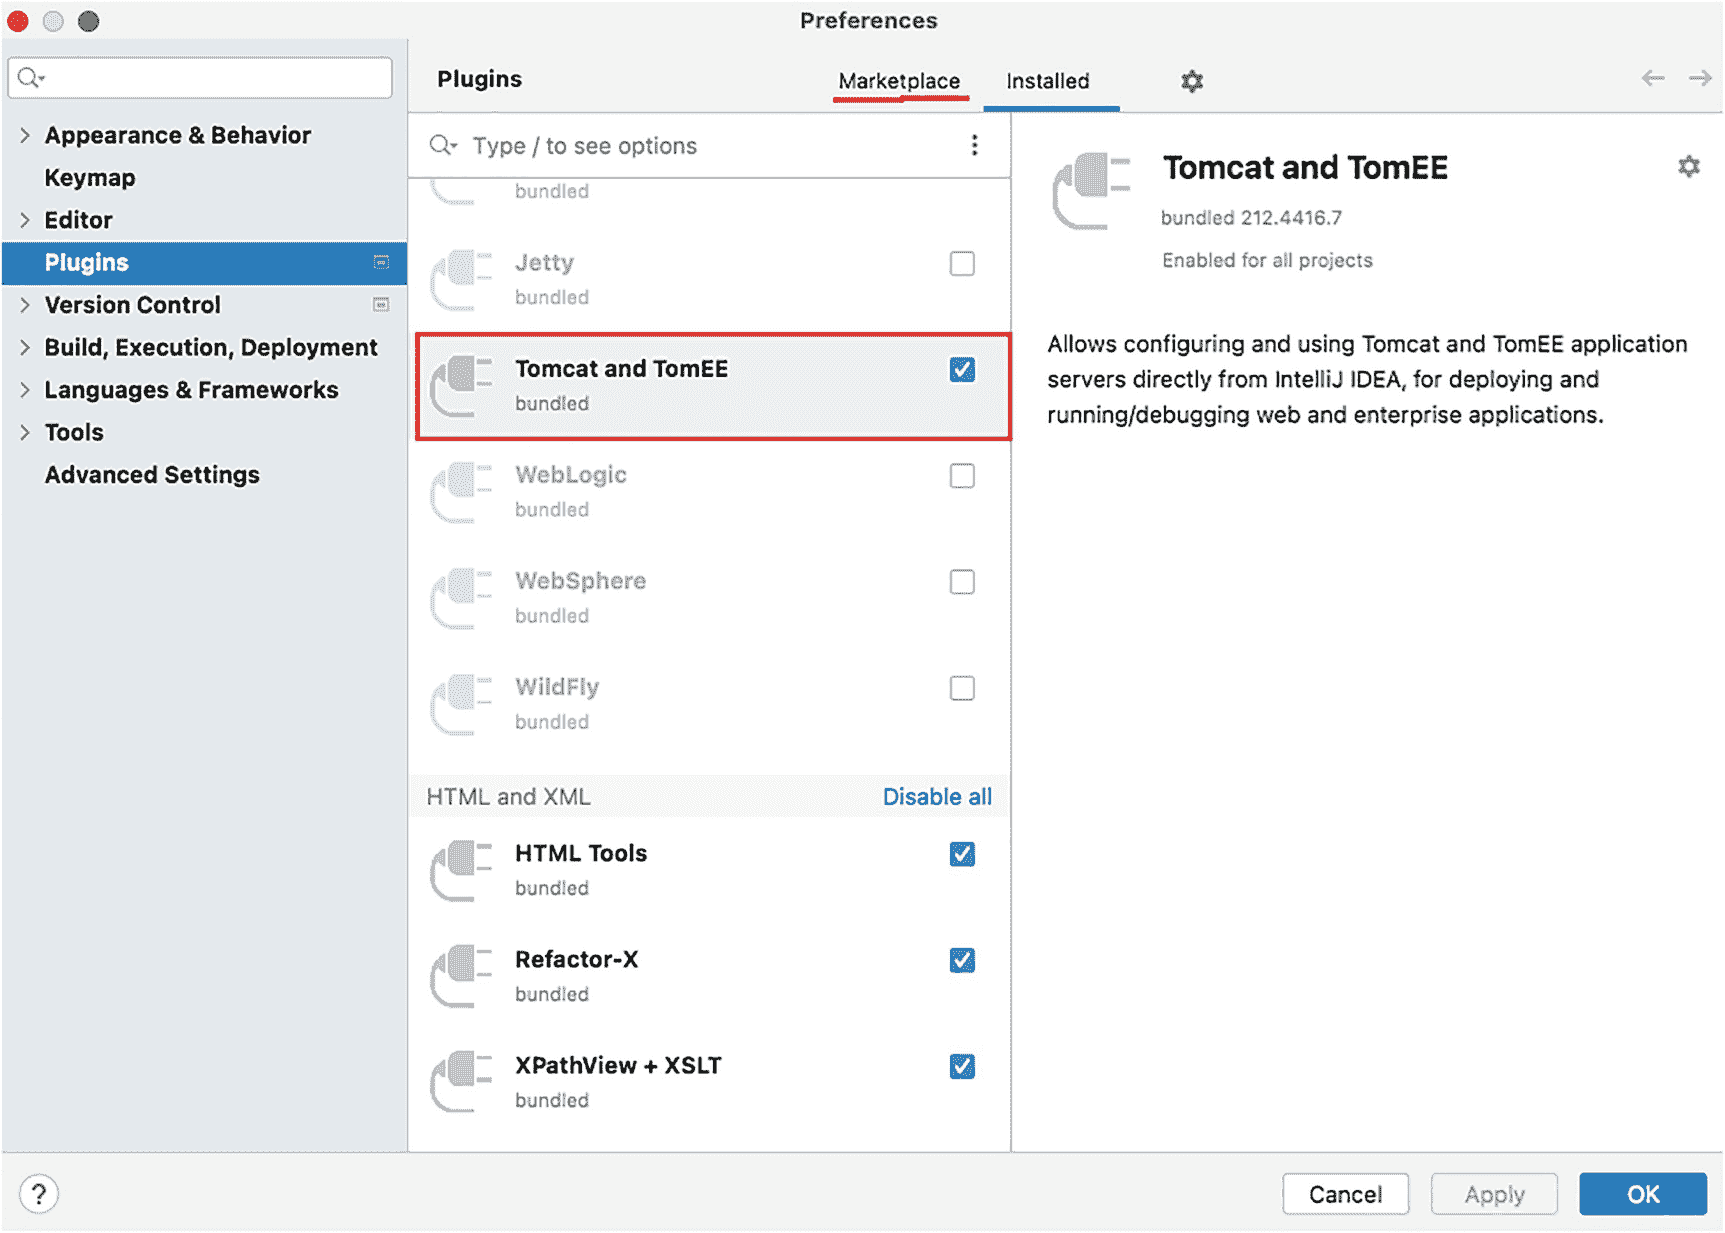 Preferences
Plugins
Marketplace
Installed
Appearance & Behavior
Keymap
Editor
Plugins
Version Control
Build, Execution, Deployment
Languages & Frameworks
Tools
Advanced Settings
Type / to see options
bundled
Jetty
bundled
Tomcat and TomEE
bundled
WebLogic
bundled
WebSphere
bundled
WildFly
bundled
HTML and XML
Disable all
HTML Tools
bundled
Refactor-X
bundled
XPathView + XSLT
bundled
Tomcat and TomEE
bundled 212.4416.7
Enabled for all projects
Allows configuring and using Tomcat and TomEE application
servers directly from IntelliJ IDEA, for deploying and
running/debugging web and enterprise applications.
?
Cancel
Apply
OK